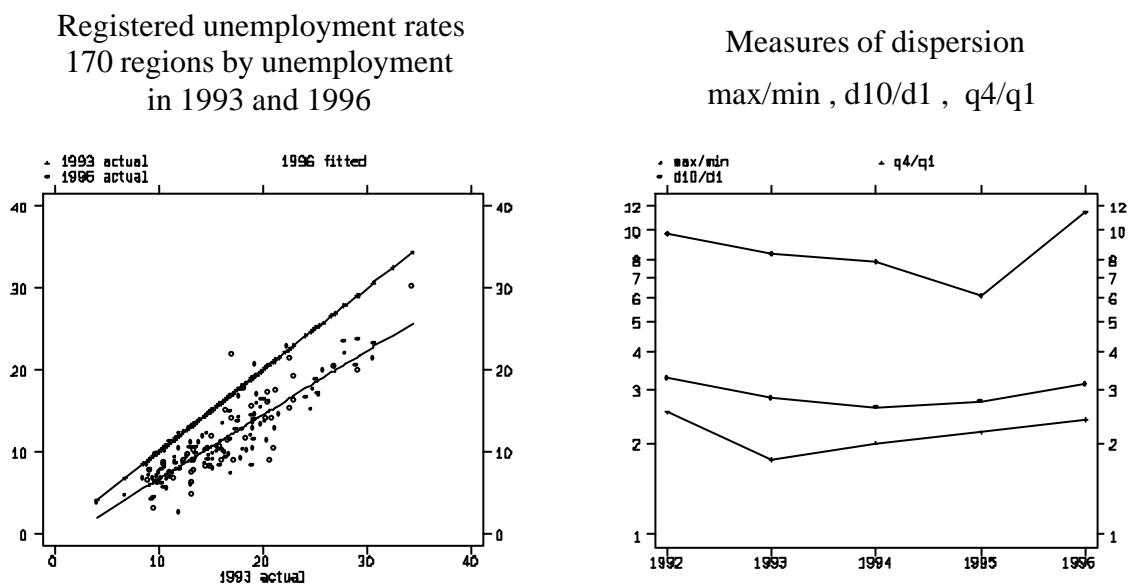 Registered unemployment rates
170 regions by unemployment
in 1993 and 1996
1993 actual 1996 fitted
1996 actual
40 40
30 30
20 20
10 10
0 0
0 10 20 30 40
1993 actual
Measures of dispersion
max/min , d10/d1 , q4/q1
max/min q4/q1
d10/d1
12 12
10 10
8 8
7 7
6 6
5 5
4 4
3 3
2 2
1 1
1992 1993 1994 1995 1996